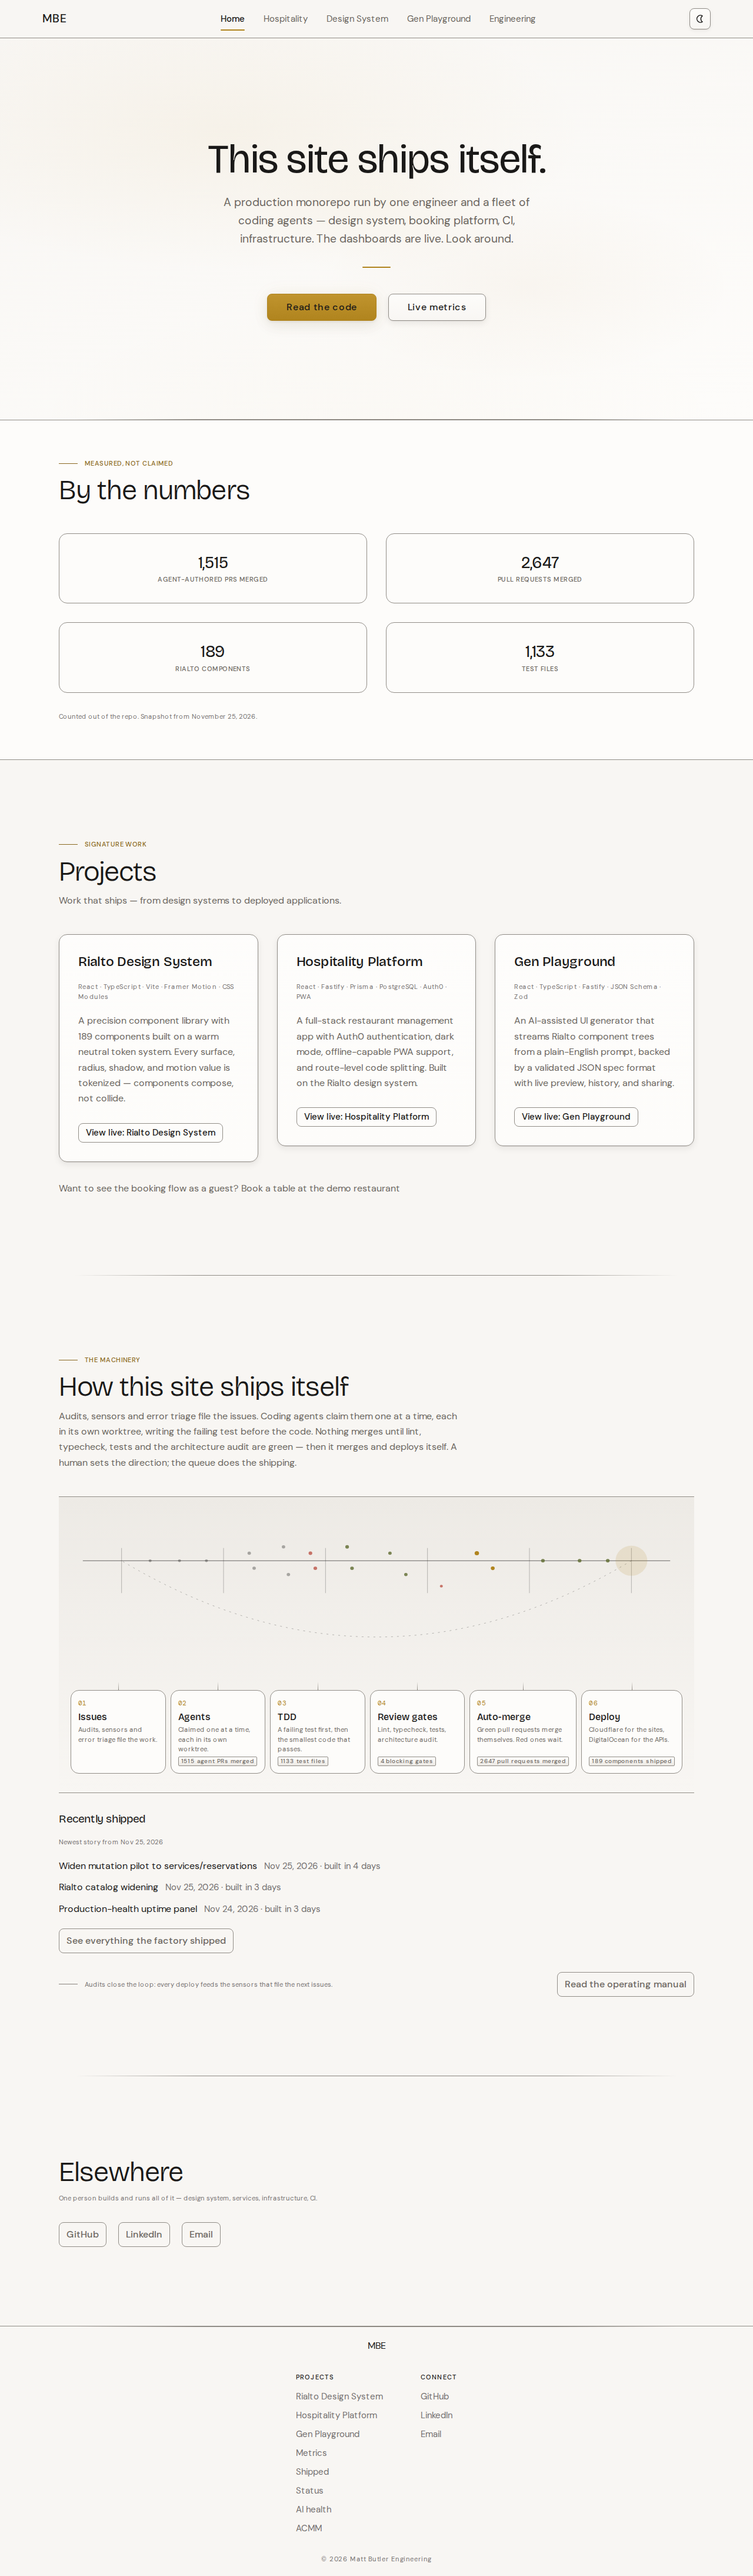 MBE
Home Hospitality Design System Gen Playground Engineering
This site ships itself.
A production monorepo run by one engineer and a fleet of
coding agents — design system, booking platform, CI,
infrastructure. The dashboards are live. Look around.
Read the code
Live metrics
MEASURED, NOT CLAIMED
By the numbers
1,515
AGENT-AUTHORED PRS MERGED
2,647
PULL REQUESTS MERGED
189
RIALTO COMPONENTS
1,133
TEST FILES
Counted out of the repo. Snapshot from November 25, 2026.
SIGNATURE WORK
Projects
Work that ships — from design systems to deployed applications.
Rialto Design System
React · TypeScript · Vite · Framer Motion · CSS
Modules
A precision component library with
189 components built on a warm
neutral token system. Every surface,
radius, shadow, and motion value is
tokenized — components compose,
not collide.
View live: Rialto Design System
Hospitality Platform
React · Fastify · Prisma · PostgreSQL · Auth0 ·
PWA
A full-stack restaurant management
app with Auth0 authentication, dark
mode, offline-capable PWA support,
and route-level code splitting. Built
on the Rialto design system.
View live: Hospitality Platform
Gen Playground
React · TypeScript · Fastify · JSON Schema ·
Zod
An AI-assisted UI generator that
streams Rialto component trees
from a plain-English prompt, backed
by a validated JSON spec format
with live preview, history, and sharing.
View live: Gen Playground
Want to see the booking flow as a guest? Book a table at the demo restaurant
THE MACHINERY
How this site ships itself
Audits, sensors and error triage file the issues. Coding agents claim them one at a time, each
in its own worktree, writing the failing test before the code. Nothing merges until lint,
typecheck, tests and the architecture audit are green — then it merges and deploys itself. A
human sets the direction; the queue does the shipping.
01
Issues
Audits, sensors and
error triage file the work.
02
Agents
Claimed one at a time,
each in its own
worktree.
1515 agent PRs merged
03
TDD
A failing test first, then
the smallest code that
passes.
1133 test files
04
Review gates
Lint, typecheck, tests,
architecture audit.
4 blocking gates
05
Auto-merge
Green pull requests merge
themselves. Red ones wait.
2647 pull requests merged
06
Deploy
Cloudflare for the sites,
DigitalOcean for the APIs.
189 components shipped
Recently shipped
Newest story from Nov 25, 2026
Widen mutation pilot to services/reservations Nov 25, 2026 · built in 4 days
Rialto catalog widening Nov 25, 2026 · built in 3 days
Production-health uptime panel Nov 24, 2026 · built in 3 days
See everything the factory shipped
Audits close the loop: every deploy feeds the sensors that file the next issues.
Read the operating manual
Elsewhere
One person builds and runs all of it — design system, services, infrastructure, CI.
GitHub
LinkedIn
Email
MBE
PROJECTS
Rialto Design System
Hospitality Platform
Gen Playground
Metrics
Shipped
Status
AI health
ACMM
CONNECT
GitHub
LinkedIn
Email
© 2026 Matt Butler Engineering